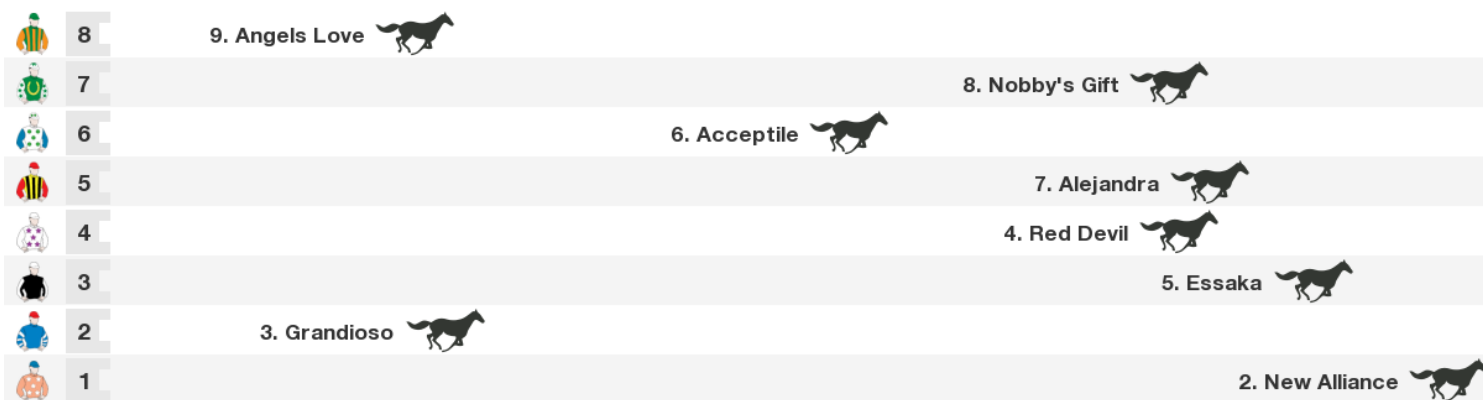 8 9. Angels Love
7 8. Nobby's Gift
6 6. Acceptile
5 7. Alejandra
4 4. Red Devil
3 5. Essaka
2 3. Grandioso
1 2. New Alliance